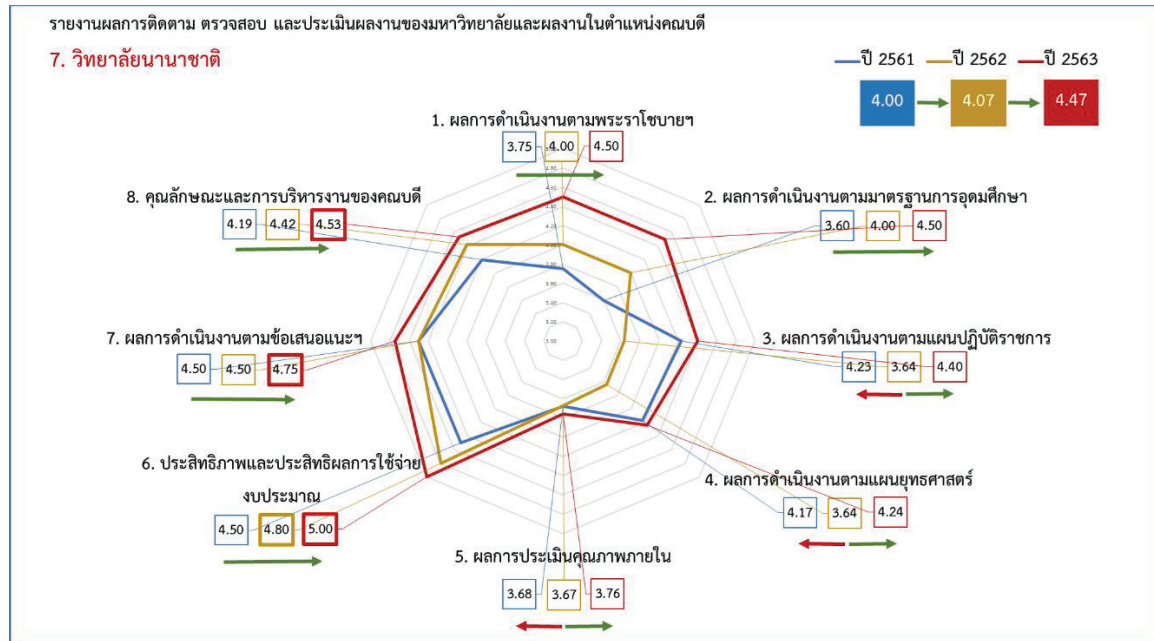 รายงานผลการติดตาม ตรวจสอบ และประเมินผลงานของมหาวิทยาลัยและผลงานในตำแหน่งคณบดี
7. วิทยาลัยนานาชาติ
ปี 2561 ปี 2562 ปี 2563
4.00 4.07 4.47
1. ผลการดำเนินงานตามพระราโชบายฯ
3.75 4.00 4.50
2. ผลการดำเนินงานตามมาตรฐานการอุดมศึกษา
3.60 4.00 4.50
3. ผลการดำเนินงานตามแผนปฏิบัติราชการ
4.23 3.64 4.40
4. ผลการดำเนินงานตามแผนยุทธศาสตร์
4.17 3.64 4.24
5. ผลการประเมินคุณภาพภายใน
3.68 3.67 3.76
6. ประสิทธิภาพและประสิทธิผลการใช้จ่าย
งบประมาณ
4.50 4.80 5.00
7. ผลการดำเนินงานตามข้อเสนอแนะฯ
4.50 4.50 4.75
8. คุณลักษณะและการบริหารงานของคณบดี
4.19 4.42 4.53